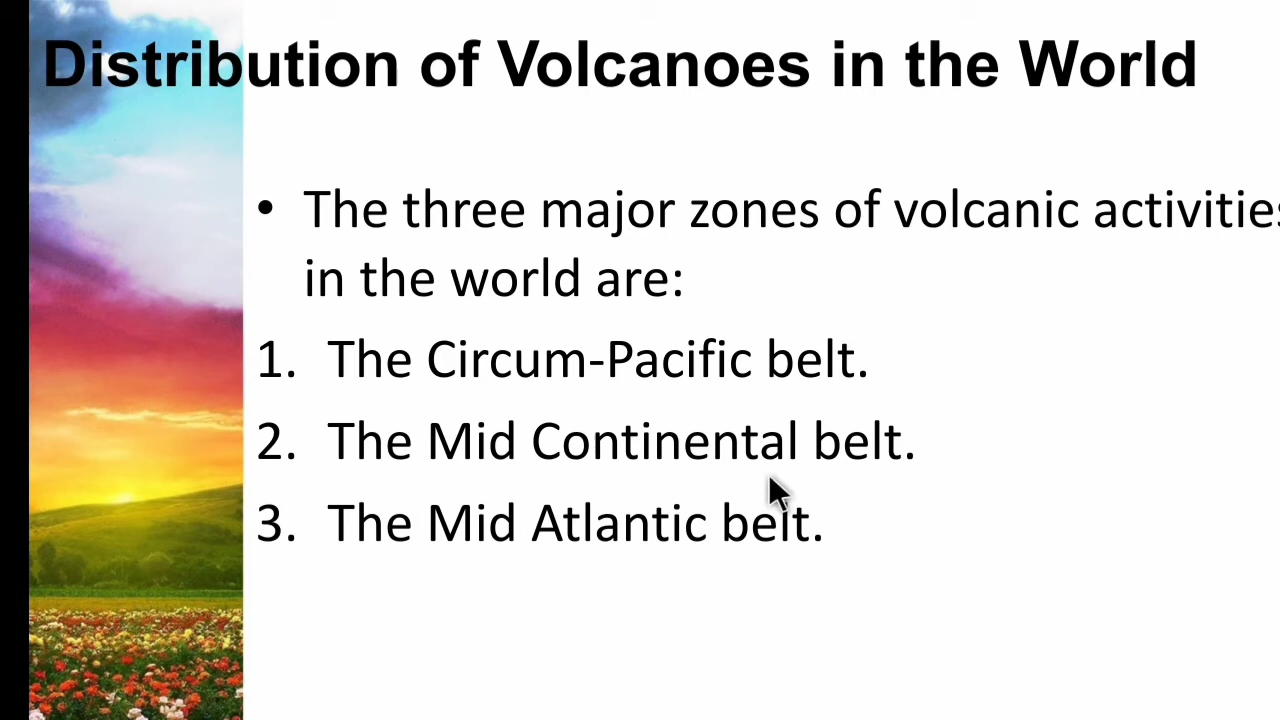 Distribution of Volcanoes in the World
• The three major zones of volcanic activities
in the world are:
1. The Circum-Pacific belt.
2. The Mid Continental belt.
3. The Mid Atlantic belt.